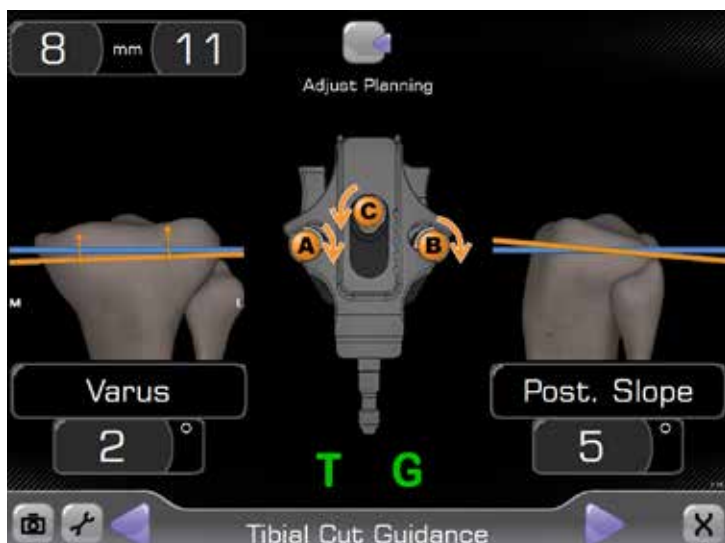 8 mm 11
Adjust Planning
C
A B
M L
Varus Post. Slope
2 ° 5 °
T G
Tibial Cut Guidance